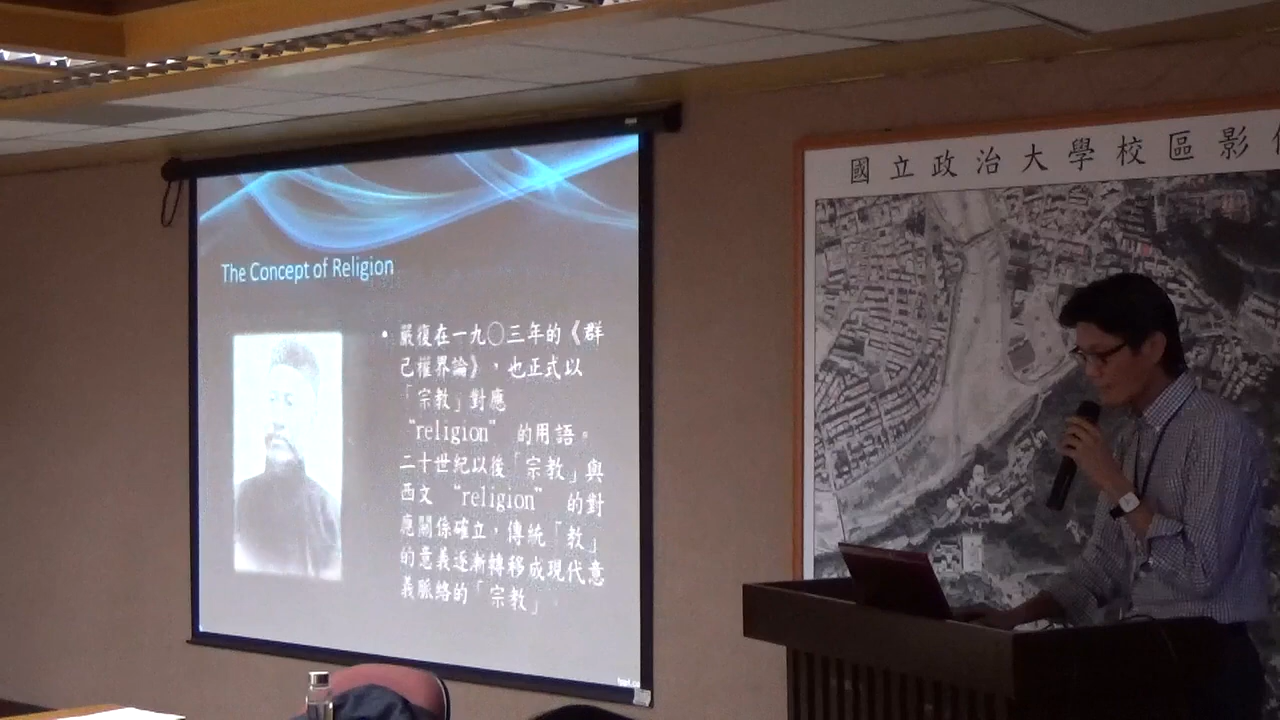 The Concept of Religion
• 嚴復在一九〇三年的《群
己權界論》，也正式以
「宗教」對應
“religion” 的用語。
二十世紀以後「宗教」與
西文 “religion” 的對
應關係確立，傳統「教」
的意義逐漸轉移成現代意
義脈絡的「宗教」
國立政治大學校區影